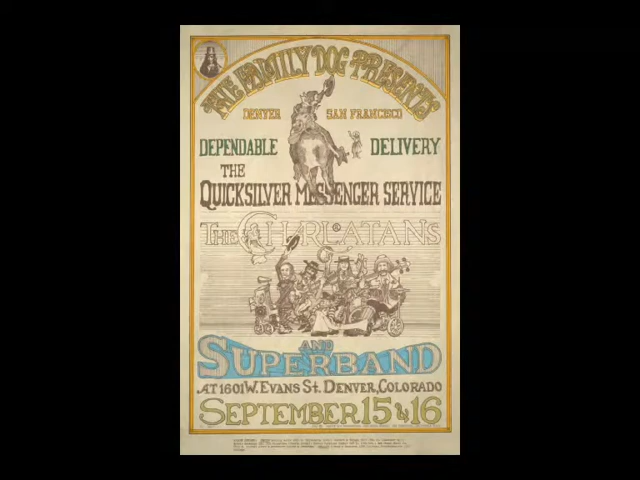 THE FAMILY DOG PRESENTS
DENVER SAN FRANCISCO
DEPENDABLE DELIVERY
THE
QUICKSILVER MESSENGER SERVICE
THE CHARLATANS
AND
SUPERBAND
AT 1601 W. EVANS ST. DENVER, COLORADO
SEPTEMBER 15 & 16